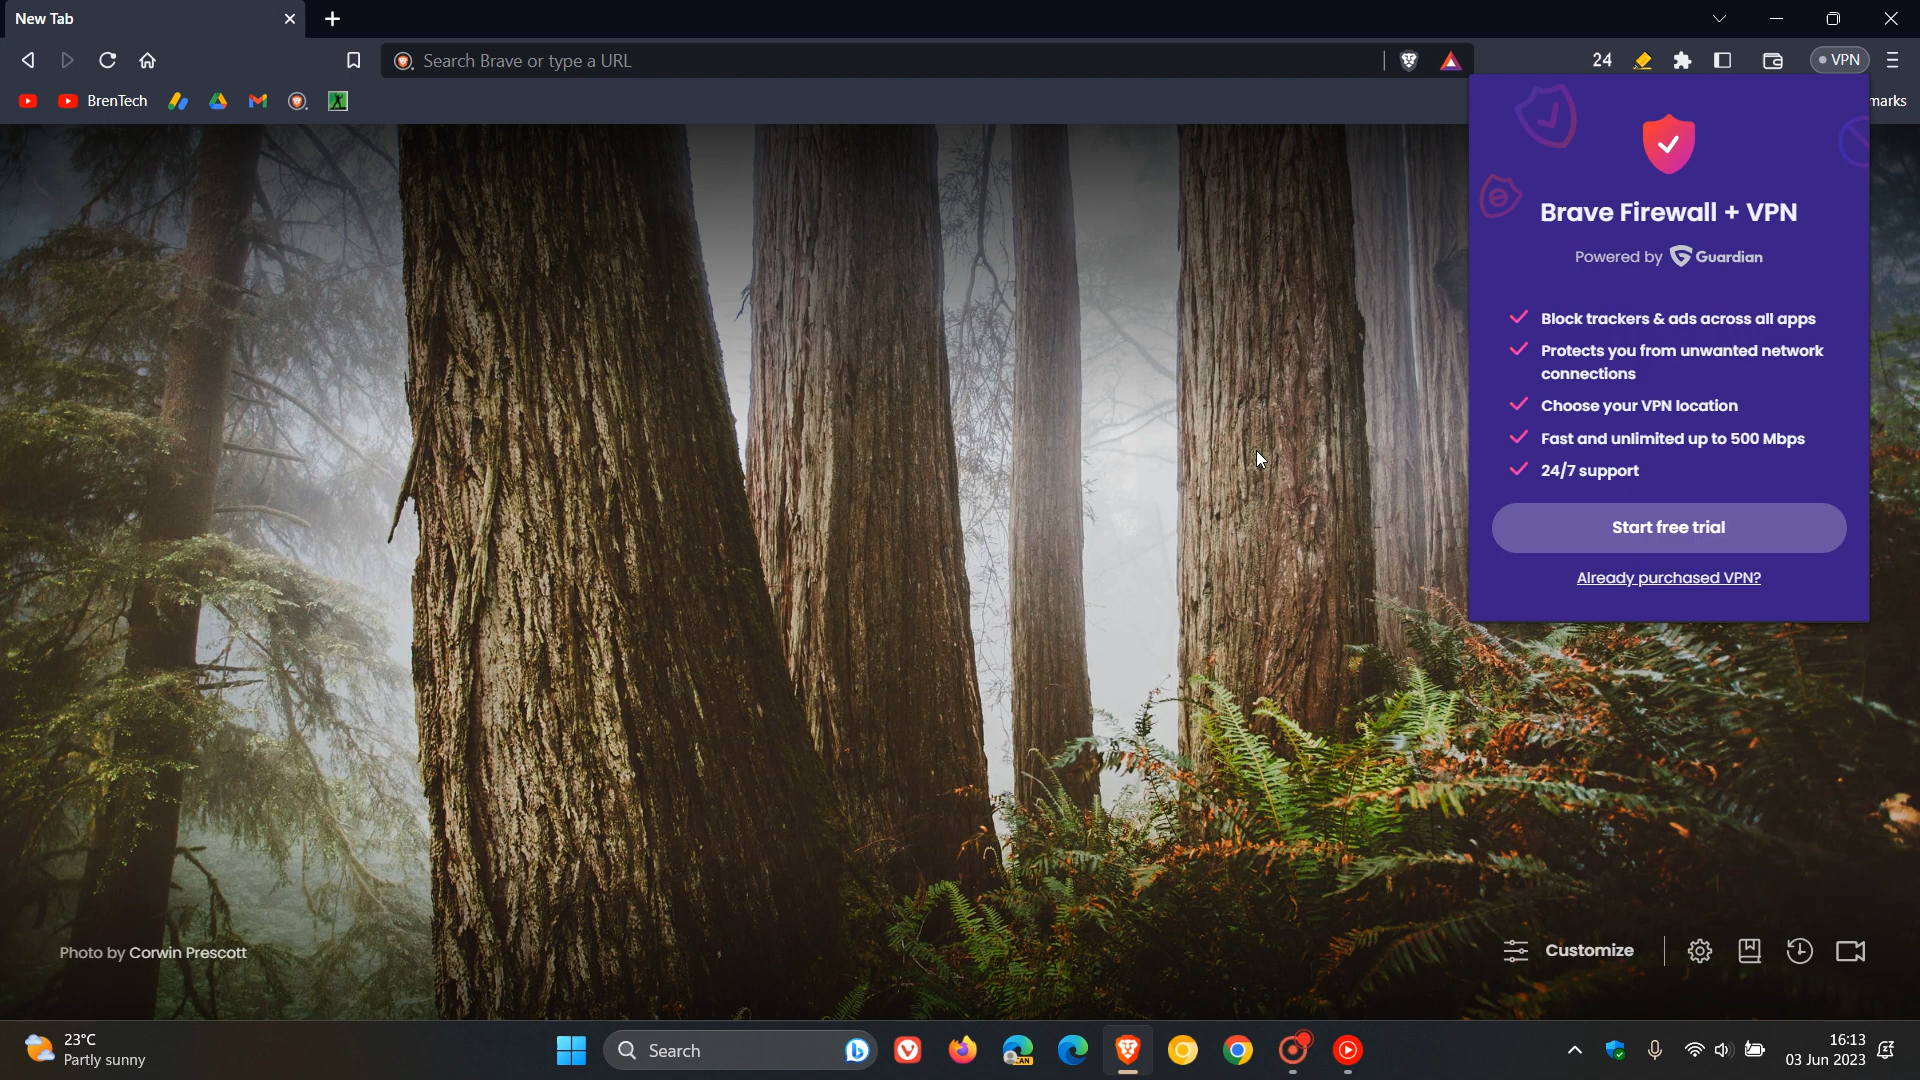 New Tab
Search Brave or type a URL
24
VPN
BrenTech
marks
Brave Firewall + VPN
Powered by Guardian
Block trackers & ads across all apps
Protects you from unwanted network
connections
Choose your VPN location
Fast and unlimited up to 500 Mbps
24/7 support
Start free trial
Already purchased VPN?
Photo by Corwin Prescott
Customize
23°C
Partly sunny
Search
CAN
16:13
03 Jun 2023